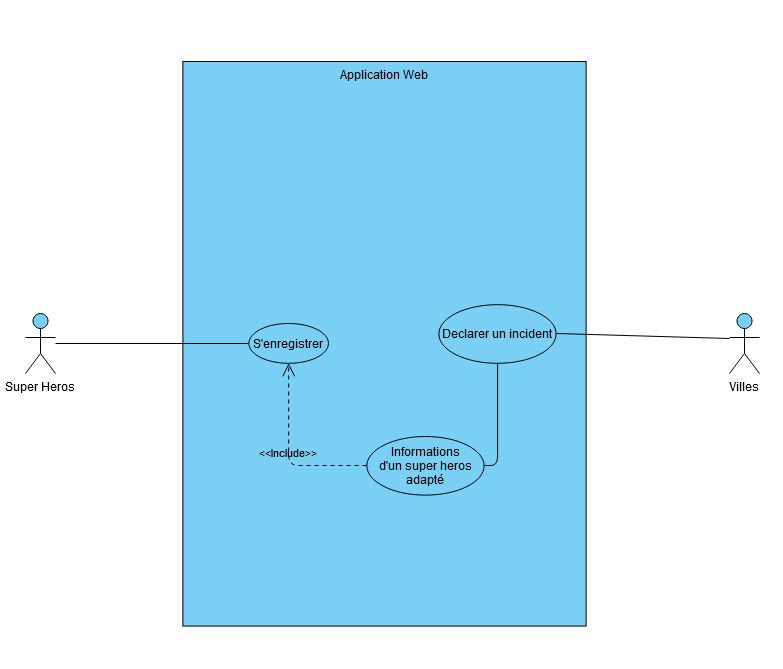 Application Web
S'enregistrer
Declarer un incident
Super Heros
Villes
<<Include>>
Informations
d'un super heros
adapté